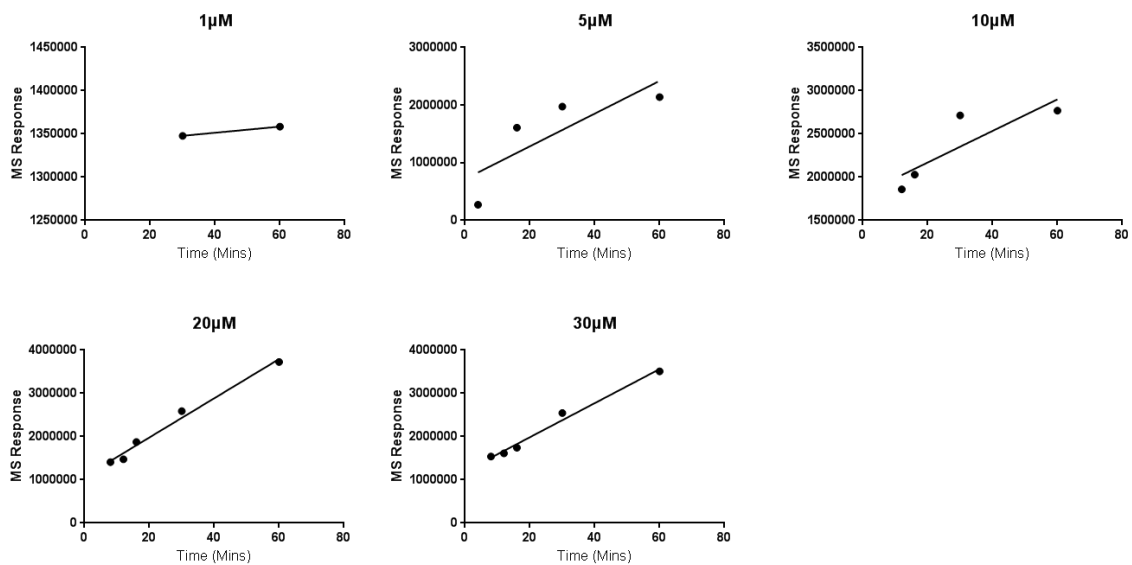 1µM
MS Response
1450000
1400000
1350000
1300000
1250000
0 20 40 60 80
Time (Mins)
5µM
MS Response
3000000
2000000
1000000
0
0 20 40 60 80
Time (Mins)
10µM
MS Response
3500000
3000000
2500000
2000000
1500000
0 20 40 60 80
Time (Mins)
20µM
MS Response
4000000
3000000
2000000
1000000
0
0 20 40 60 80
Time (Mins)
30µM
MS Response
4000000
3000000
2000000
1000000
0
0 20 40 60 80
Time (Mins)